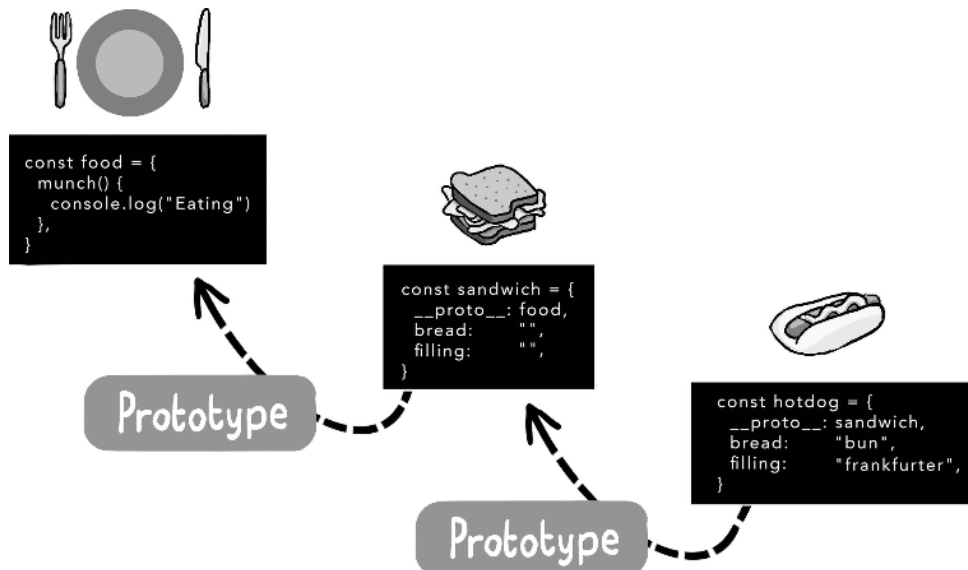 const food = {
munch() {
console.log("Eating")
},
}
const sandwich = {
__proto__: food,
bread: "",
filling: "",
}
Prototype
const hotdog = {
__proto__: sandwich,
bread: "bun",
filling: "frankfurter",
}
Prototype